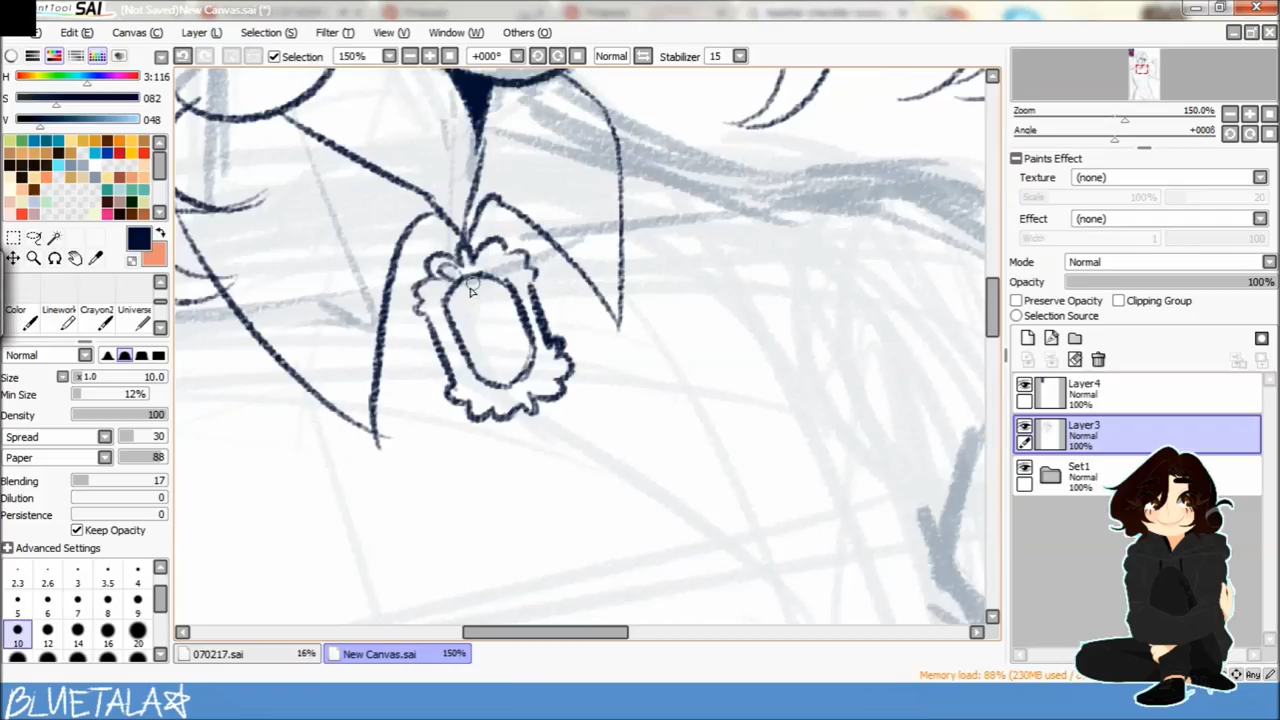 intTool SAI (Not Saved)New Canvas.sai (*)
Edit (E) Canvas (C) Layer (L) Selection (S) Filter (T) View (V) Window (W) Others (O)
Selection 150% +000° Normal Stabilizer 15
H 3:116
S 082
V 048
Color Linework Crayon2 Universe
Normal
Size x 1.0 10.0
Min Size 12%
Density 100
Spread 30
Paper 88
Blending 17
Dilution 0
Persistence 0
Keep Opacity
Advanced Settings
2.3 2.6 3 3.5 4
5 6 7 8 9
10 12 14 16 20
Zoom 150.0%
Angle +0008
Paints Effect
Texture (none)
Scale 100% 20
Effect (none)
Width 1 100
Mode Normal
Opacity 100%
Preserve Opacity Clipping Group
Selection Source
Layer4
Normal
100%
Layer3
Normal
100%
Set1
Normal
100%
070217.sai 16% New Canvas.sai 150%
Memory load: 88% (230MB used /
Any
BLUETALA